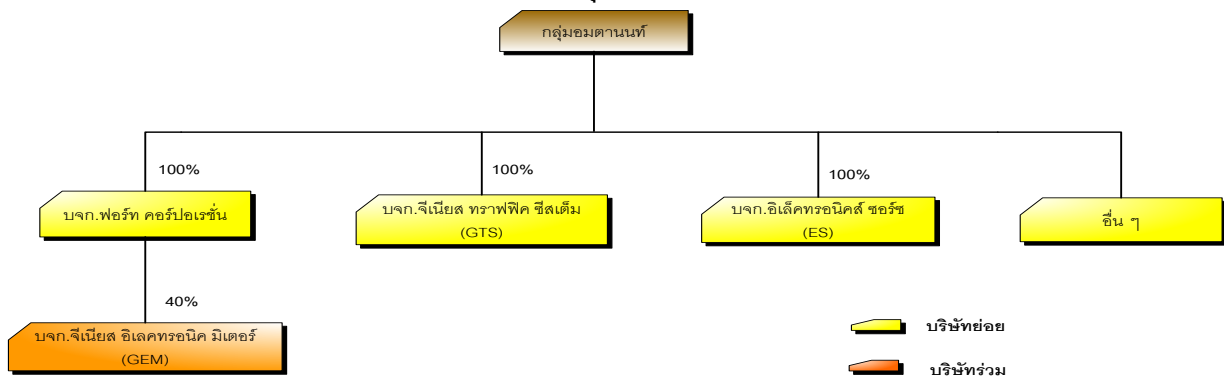 กลุ่มอมตานนท์
100%
100%
100%
บจก.ฟอร์ท คอร์ปอเรชั่น
บจก.จีเนียส ทราฟฟิค ซีสเต็ม
(GTS)
บจก.อิเล็คทรอนิคส์ ซอร์ซ
(ES)
อื่น ๆ
40%
บจก.จีเนียส อิเลคทรอนิค มิเตอร์
(GEM)
บริษัทย่อย
บริษัทร่วม